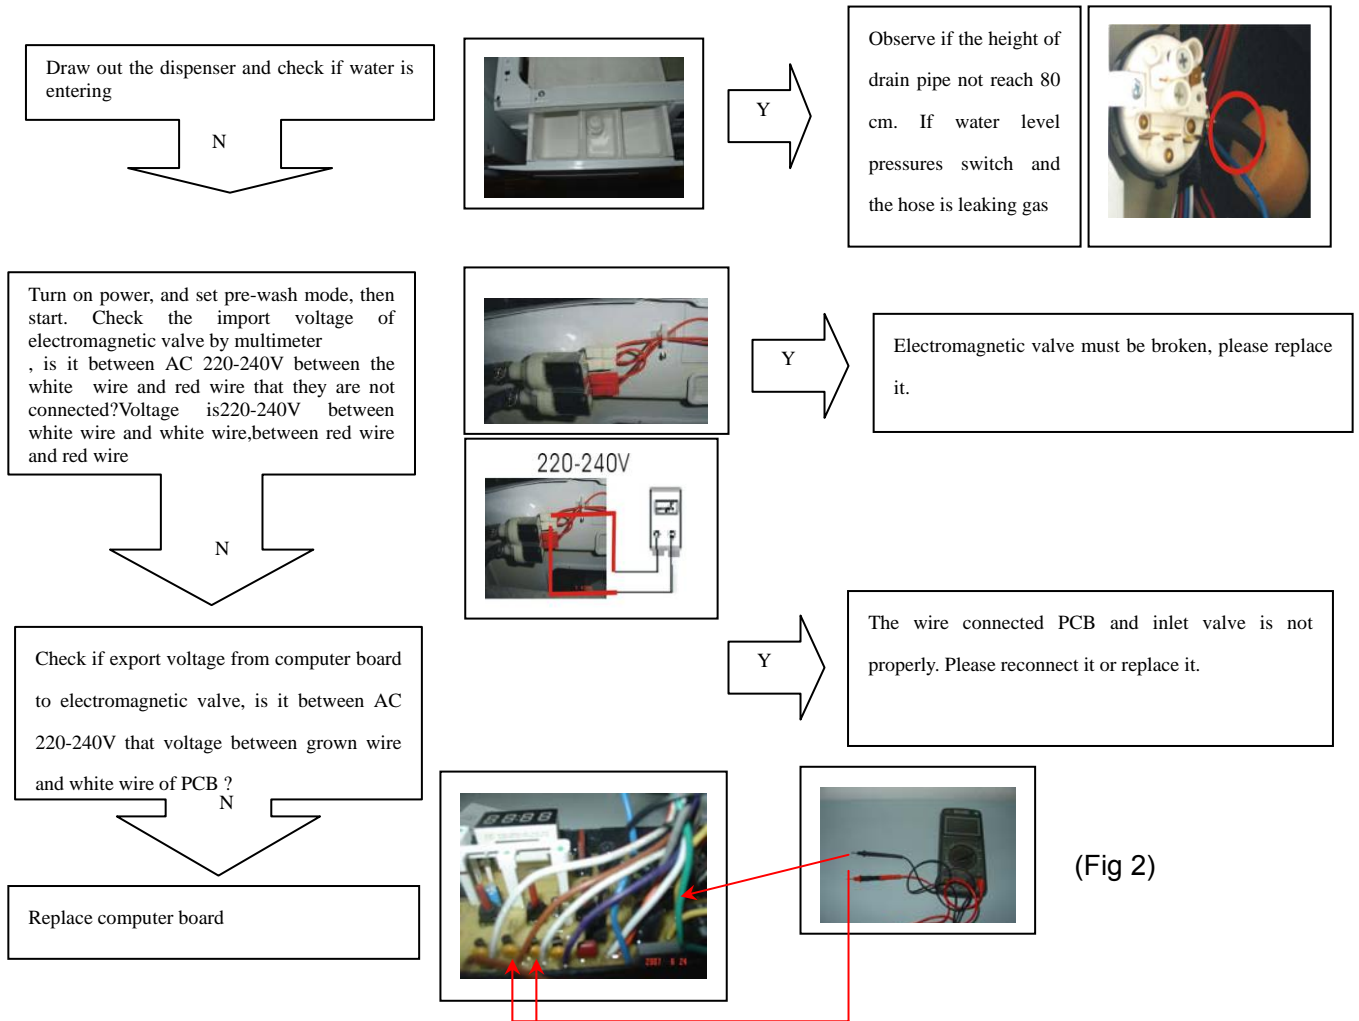 Draw out the dispenser and check if water is
entering
N
Y
Observe if the height of
drain pipe not reach 80
cm. If water level
pressures switch and
the hose is leaking gas
Turn on power, and set pre-wash mode, then
start. Check the import voltage of
electromagnetic valve by multimeter
, is it between AC 220-240V between the
white wire and red wire that they are not
connected?Voltage is220-240V between
white wire and white wire,between red wire
and red wire
N
Y
Electromagnetic valve must be broken, please replace
it.
220-240V
Y
The wire connected PCB and inlet valve is not
properly. Please reconnect it or replace it.
Check if export voltage from computer board
to electromagnetic valve, is it between AC
220-240V that voltage between grown wire
and white wire of PCB ?
N
8:8:8
2007 8 24
(Fig 2)
Replace computer board